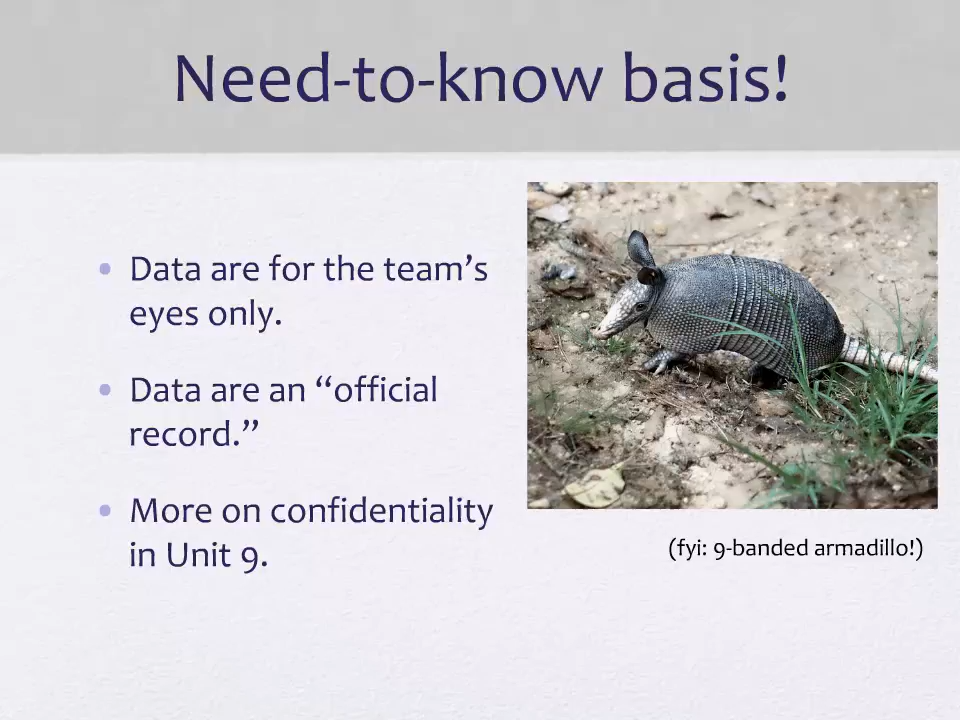 Need-to-know basis!
• Data are for the team’s
eyes only.
• Data are an “official
record.”
• More on confidentiality
in Unit 9.
(fyi: 9-banded armadillo!)